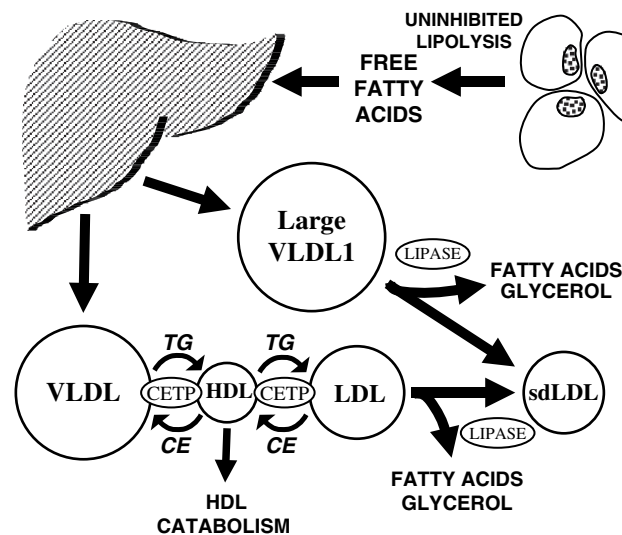 UNINHIBITED
LIPOLYSIS
FREE
FATTY
ACIDS
Large
VLDL1
LIPASE
FATTY ACIDS
GLYCEROL
TG
TG
VLDL
CETP
HDL
CETP
LDL
sdLDL
CE
CE
LIPASE
FATTY ACIDS
GLYCEROL
HDL
CATABOLISM